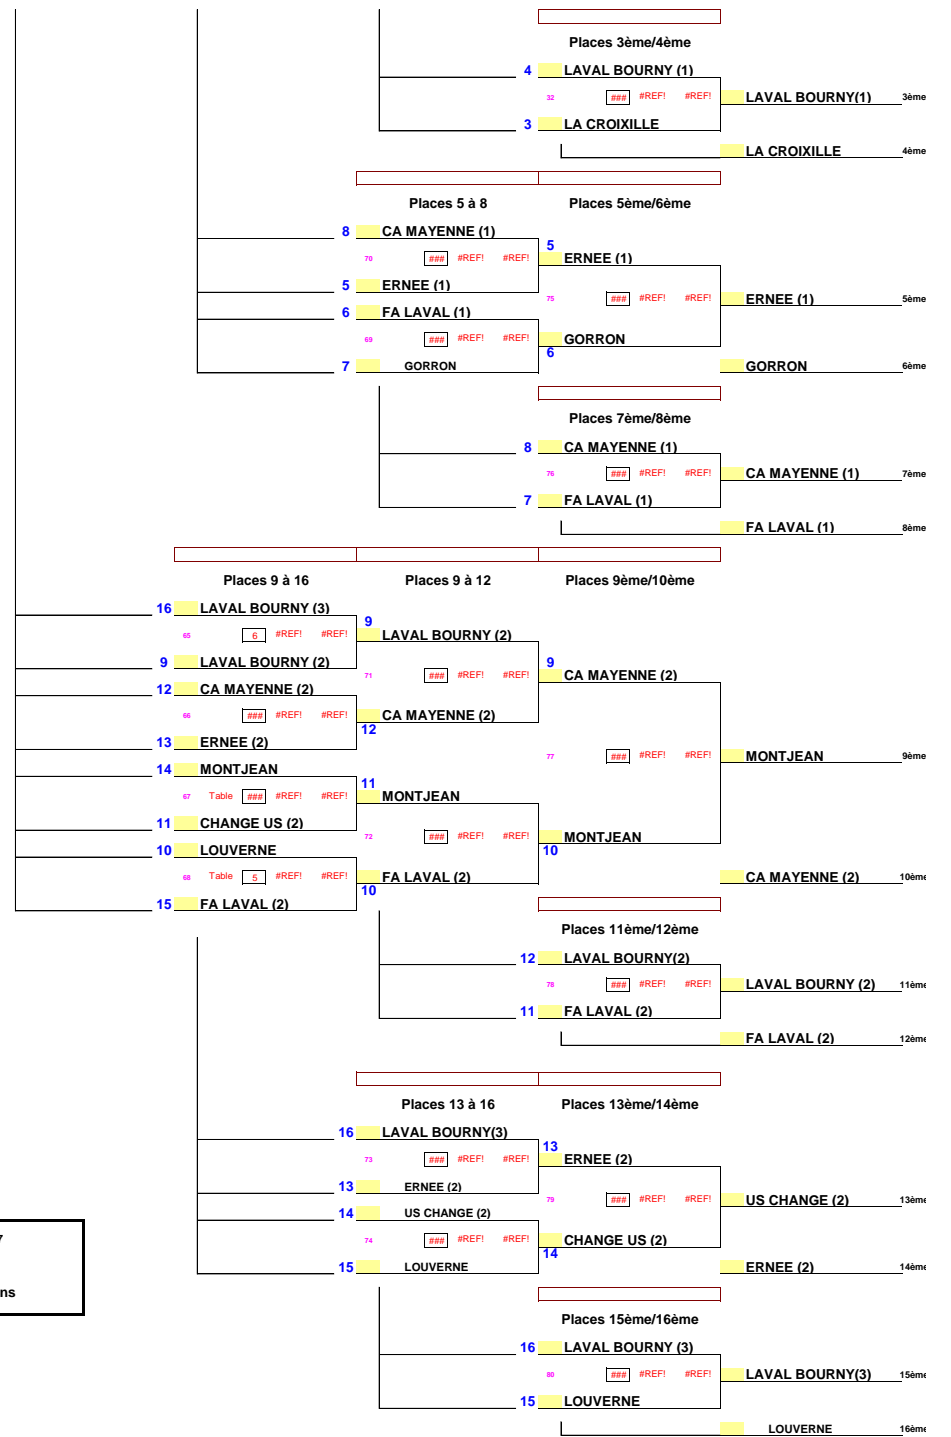 Places 3ème/4ème
4 LAVAL BOURNY (1)
32 ### #REF! #REF! LAVAL BOURNY(1) 3ème
3 LA CROIXILLE
LA CROIXILLE 4ème
Places 5 à 8 Places 5ème/6ème
8 CA MAYENNE (1)
5
70 ### #REF! #REF! ERNEE (1)
5 ERNEE (1)
75 ### #REF! #REF! ERNEE (1) 5ème
6 FA LAVAL (1)
69 ### #REF! #REF! GORRON
6
7 GORRON GORRON 6ème
Places 7ème/8ème
8 CA MAYENNE (1)
76 ### #REF! #REF! CA MAYENNE (1) 7ème
7 FA LAVAL (1)
FA LAVAL (1) 8ème
Places 9 à 16 Places 9 à 12 Places 9ème/10ème
16 LAVAL BOURNY (3)
9
65 6 #REF! #REF! LAVAL BOURNY (2)
9 LAVAL BOURNY (2) 9
71 ### #REF! #REF! CA MAYENNE (2)
12 CA MAYENNE (2)
66 ### #REF! #REF! CA MAYENNE (2)
12
13 ERNEE (2)
77 ### #REF! #REF! MONTJEAN 9ème
14 MONTJEAN
11
67 Table ### #REF! #REF! MONTJEAN
11 CHANGE US (2)
72 ### #REF! #REF! MONTJEAN
10 LOUVERNE 10
68 Table 5 #REF! #REF! FA LAVAL (2) CA MAYENNE (2) 10ème
10
15 FA LAVAL (2)
Places 11ème/12ème
12 LAVAL BOURNY(2)
78 ### #REF! #REF! LAVAL BOURNY (2) 11ème
11 FA LAVAL (2)
FA LAVAL (2) 12ème
Places 13 à 16 Places 13ème/14ème
16 LAVAL BOURNY(3)
13
73 ### #REF! #REF! ERNEE (2)
13 ERNEE (2)
79 ### #REF! #REF! US CHANGE (2) 13ème
14 US CHANGE (2)
74 ### #REF! #REF! CHANGE US (2)
14
15 LOUVERNE ERNEE (2) 14ème
ns
Places 15ème/16ème
16 LAVAL BOURNY (3)
80 ### #REF! #REF! LAVAL BOURNY(3) 15ème
15 LOUVERNE
LOUVERNE 16ème